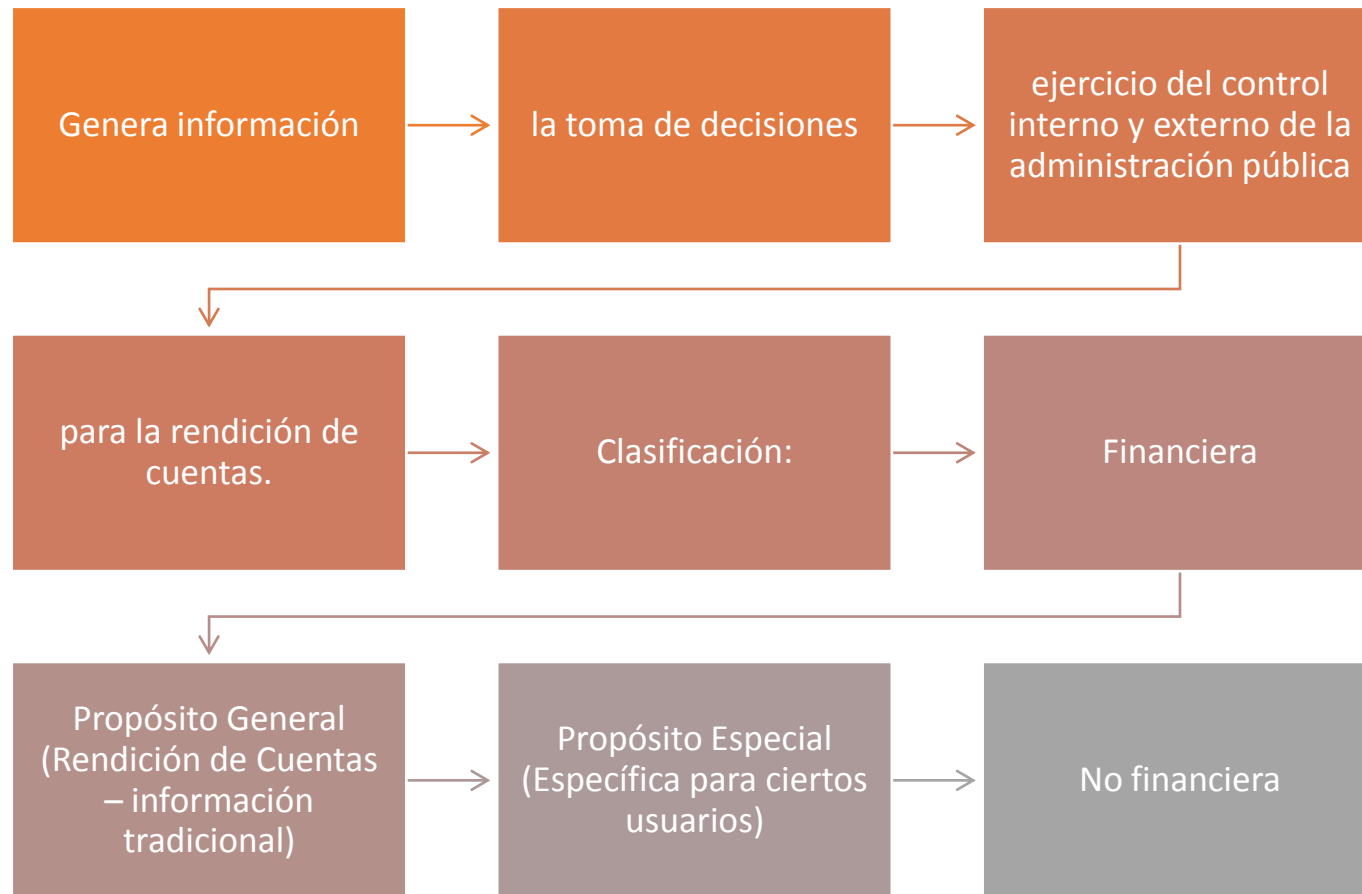 Genera información
la toma de decisiones
ejercicio del control
interno y externo de la
administración pública
para la rendición de
cuentas.
Clasificación:
Financiera
Propósito General
(Rendición de Cuentas
– información
tradicional)
Propósito Especial
(Específica para ciertos
usuarios)
No financiera